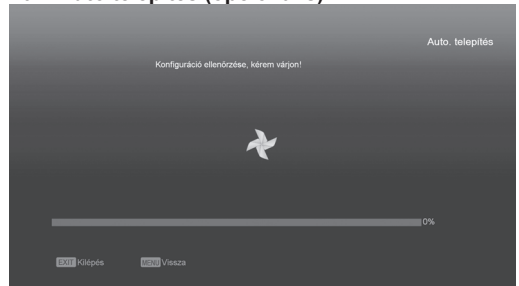 Auto. telepítés
Konfiguráció ellenőrzése, kérem várjon!
0%
EXIT Kilépés MENU Vissza